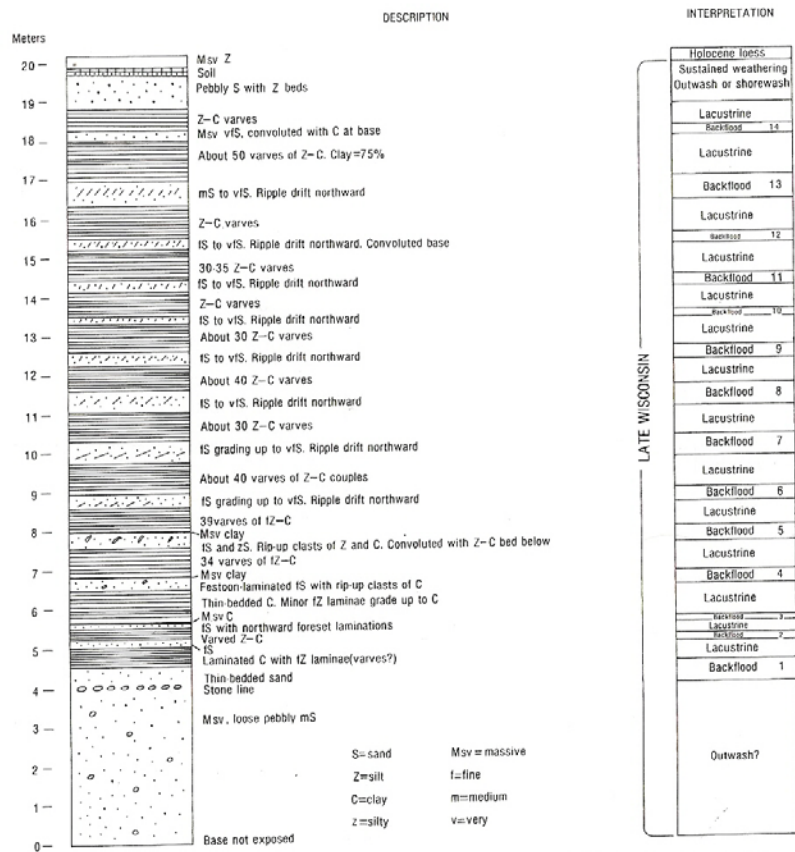 DESCRIPTION
INTERPRETATION
Meters
20
19
18
17
16
15
14
13
12
11
10
9
8
7
6
5
4
3
2
1
0
Msv Z
Soil
Pebbly S with Z beds
Z-C varves
Msv vfS, convoluted with C at base
About 50 varves of Z-C. Clay=75%
mS to vfS. Ripple drift northward
Z-C varves
fS to vfS. Ripple drift northward. Convoluted base
30-35 Z-C varves
fS to vfS. Ripple drift northward
Z-C varves
fS to vfS. Ripple drift northward
About 30 Z-C varves
fS to vfS. Ripple drift northward
About 40 Z-C varves
fS to vfS. Ripple drift northward
About 30 Z-C varves
fS grading up to vfS. Ripple drift northward
About 40 varves of Z-C couples
fS grading up to vfS. Ripple drift northward
39varves of fZ-C
Msv clay
fS and zS. Rip-up clasts of Z and C. Convoluted with Z-C bed below
34 varves of fZ-C
Msv clay
Festoon-laminated fS with rip-up clasts of C
Thin-bedded C. Minor fZ laminae grade up to C
Msv C
fS with northward foreset laminations
Varved Z-C
fS
Laminated C with fZ laminae(varves?)
Thin-bedded sand
Stone line
Msv, loose pebbly mS
Base not exposed
S=sand
Z=silt
C=clay
z=silty
Msv=massive
f=fine
m=medium
v=very
LATE WISCONSIN
Holocene loess
Sustained weathering
Outwash or shorewash
Lacustrine
Backflood 14
Lacustrine
Backflood 13
Lacustrine
Backflood 12
Lacustrine
Backflood 11
Lacustrine
Backflood 10
Lacustrine
Backflood 9
Lacustrine
Backflood 8
Lacustrine
Backflood 7
Lacustrine
Backflood 6
Lacustrine
Backflood 5
Lacustrine
Backflood 4
Lacustrine
Backflood 3
Lacustrine
Backflood 2
Lacustrine
Backflood 1
Outwash?